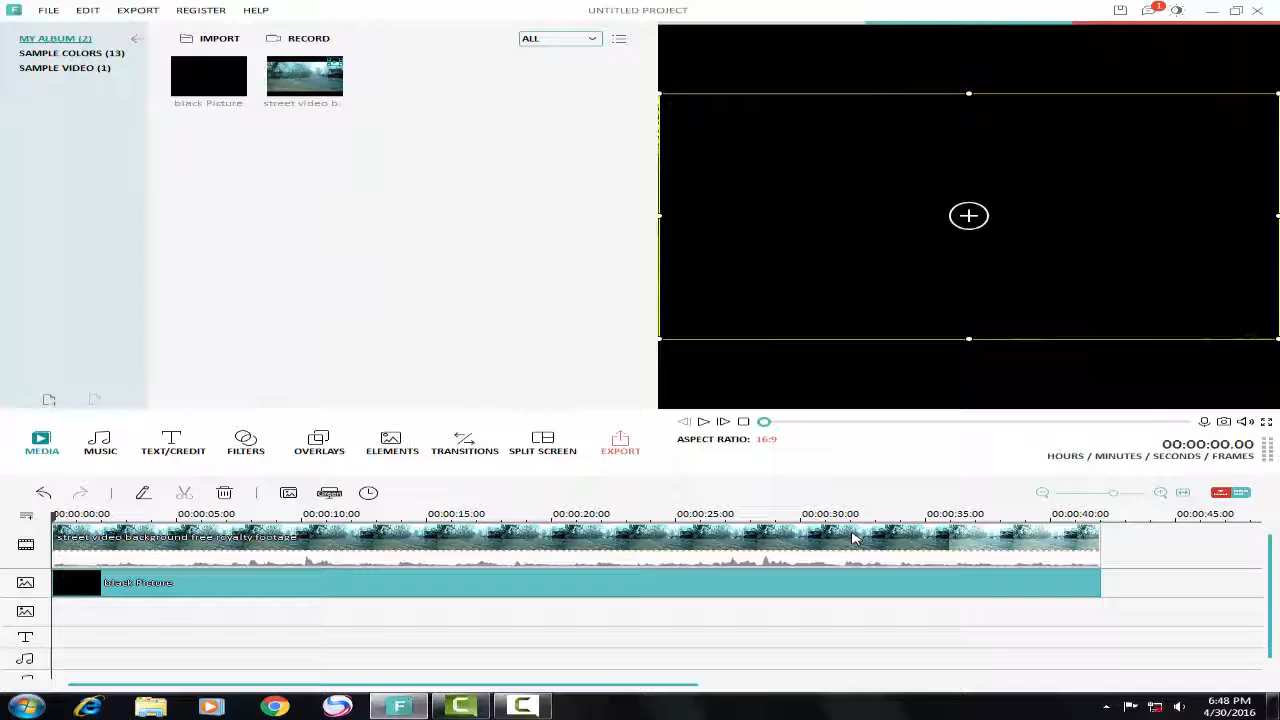 FILE EDIT EXPORT REGISTER HELP UNTITLED PROJECT 1
MY ALBUM (2)
SAMPLE COLORS (13)
SAMPLE VIDEO (1)
IMPORT RECORD ALL
black Picture street video b.
ASPECT RATIO: 16:9
00:00:00.00
HOURS / MINUTES / SECONDS / FRAMES
MEDIA MUSIC TEXT/CREDIT FILTERS OVERLAYS ELEMENTS TRANSITIONS SPLIT SCREEN EXPORT
00:00:00:00 00:00:05:00 00:00:10:00 00:00:15:00 00:00:20:00 00:00:25:00 00:00:30:00 00:00:35:00 00:00:40:00 00:00:45:00
street video background free royalty footage
black Picture
T
6:48 PM
4/30/2016